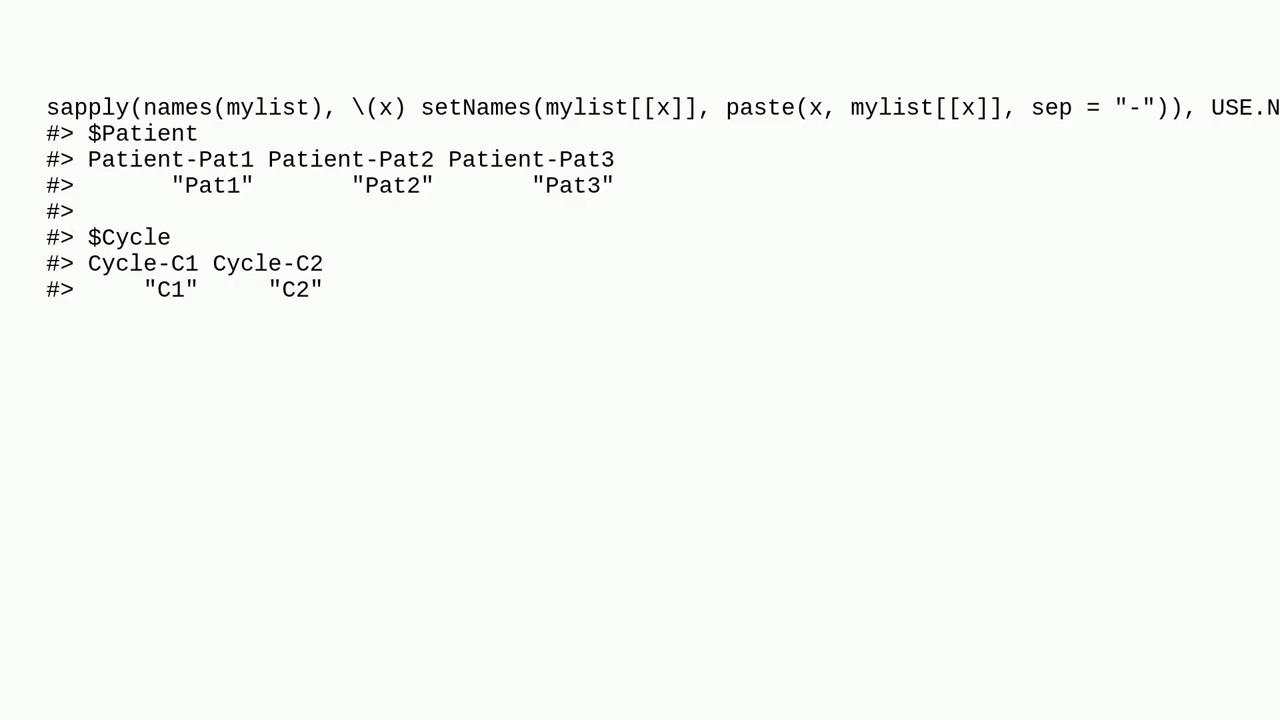 sapply(names(mylist), \(x) setNames(mylist[[x]], paste(x, mylist[[x]], sep = "-")), USE.N
#> $Patient
#> Patient-Pat1 Patient-Pat2 Patient-Pat3
#>       "Pat1"       "Pat2"       "Pat3"
#>
#> $Cycle
#> Cycle-C1 Cycle-C2
#>     "C1"     "C2"